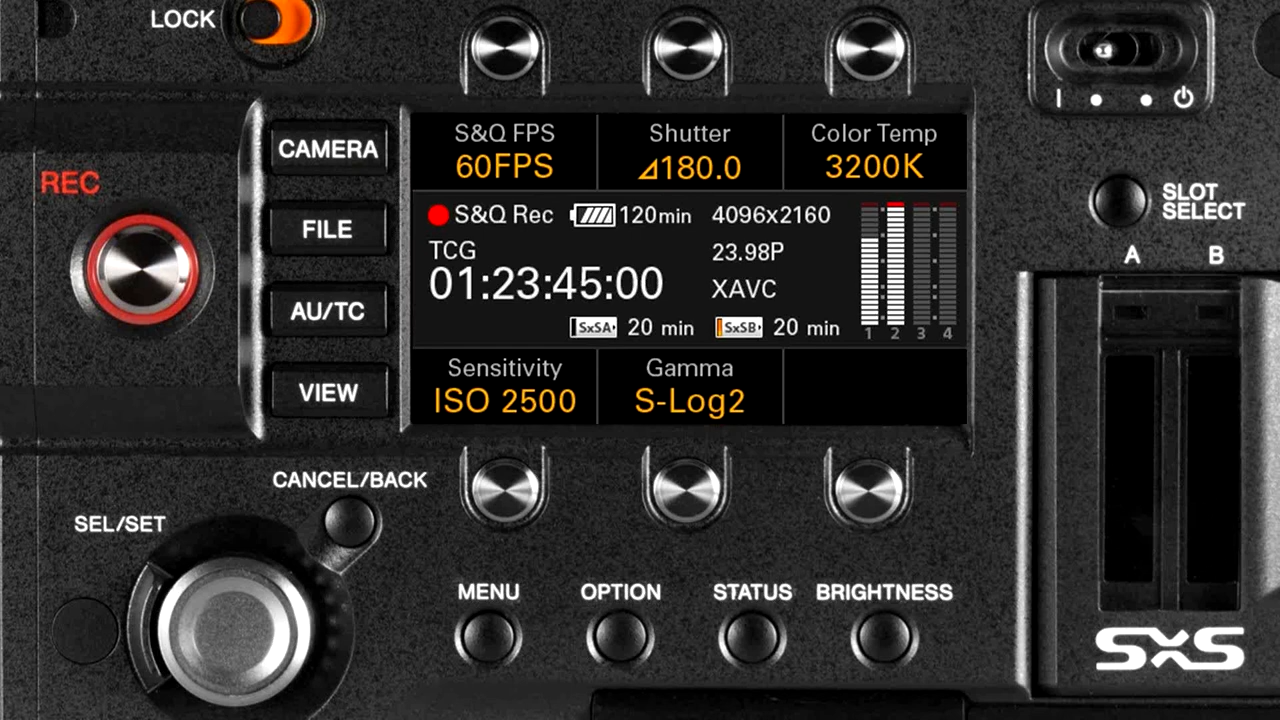 LOCK
CAMERA
FILE
AU/TC
VIEW
REC
S&Q FPS
60FPS
Shutter
⊿180.0
Color Temp
3200K
S&Q Rec
120min
4096x2160
TCG
23.98P
01:23:45:00
XAVC
SxSA
20 min
SxSB
20 min
1 2 3 4
Sensitivity
ISO 2500
Gamma
S-Log2
SLOT
SELECT
A B
CANCEL/BACK
SEL/SET
MENU
OPTION
STATUS
BRIGHTNESS
SXS